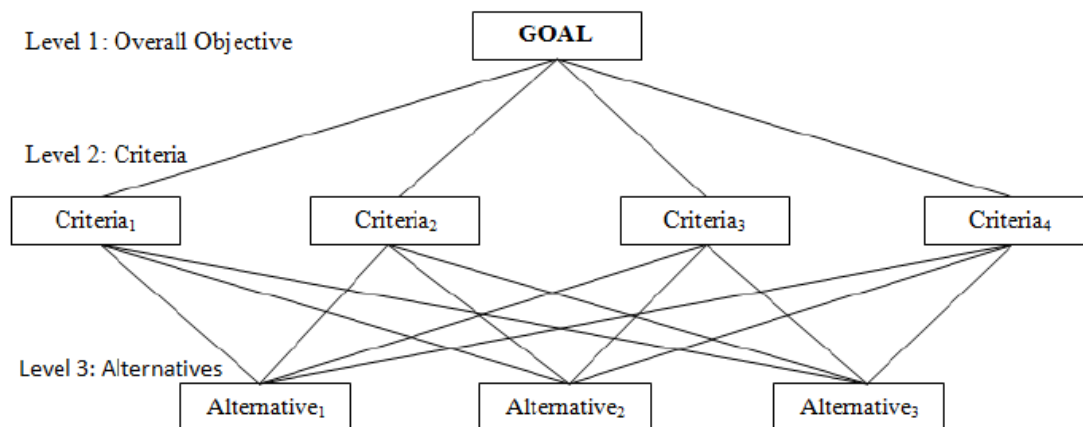 GOAL
Level 1: Overall Objective
Level 2: Criteria
Criteria₁
Criteria₂
Criteria₃
Criteria₄
Level 3: Alternatives
Alternative₁
Alternative₂
Alternative₃